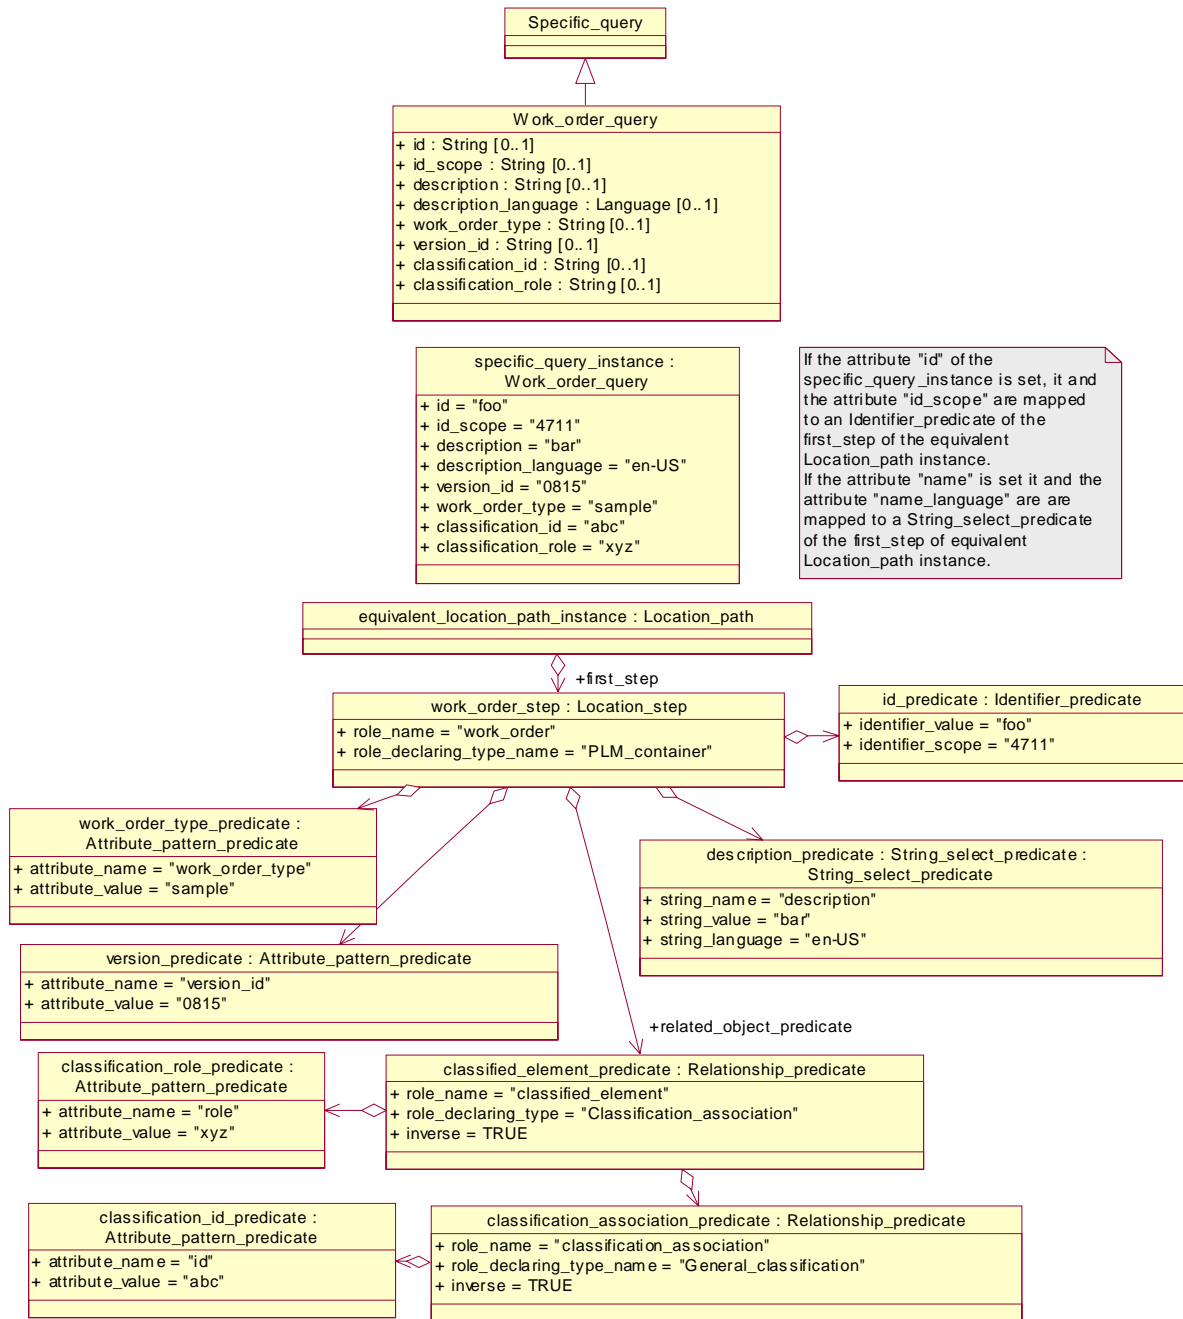 Specific_query
Work_order_query
+ id : String [0..1]
+ id_scope : String [0..1]
+ description : String [0..1]
+ description_language : Language [0..1]
+ work_order_type : String [0..1]
+ version_id : String [0..1]
+ classification_id : String [0..1]
+ classification_role : String [0..1]
specific_query_instance :
Work_order_query
+ id = "foo"
+ id_scope = "4711"
+ description = "bar"
+ description_language = "en-US"
+ version_id = "0815"
+ work_order_type = "sample"
+ classification_id = "abc"
+ classification_role = "xyz"
If the attribute "id" of the
specific_query_instance is set, it and
the attribute "id_scope" are mapped
to an Identifier_predicate of the
first_step of the equivalent
Location_path instance.
If the attribute "name" is set it and the
attribute "name_language" are are
mapped to a String_select_predicate
of the first_step of equivalent
Location_path instance.
equivalent_location_path_instance : Location_path
+first_step
work_order_step : Location_step
+ role_name = "work_order"
+ role_declaring_type_name = "PLM_container"
id_predicate : Identifier_predicate
+ identifier_value = "foo"
+ identifier_scope = "4711"
work_order_type_predicate :
Attribute_pattern_predicate
+ attribute_name = "work_order_type"
+ attribute_value = "sample"
description_predicate : String_select_predicate :
String_select_predicate
+ string_name = "description"
+ string_value = "bar"
+ string_language = "en-US"
version_predicate : Attribute_pattern_predicate
+ attribute_name = "version_id"
+ attribute_value = "0815"
+related_object_predicate
classification_role_predicate :
Attribute_pattern_predicate
+ attribute_name = "role"
+ attribute_value = "xyz"
classified_element_predicate : Relationship_predicate
+ role_name = "classified_element"
+ role_declaring_type = "Classification_association"
+ inverse = TRUE
classification_id_predicate :
Attribute_pattern_predicate
+ attribute_name = "id"
+ attribute_value = "abc"
classification_association_predicate : Relationship_predicate
+ role_name = "classification_association"
+ role_declaring_type_name = "General_classification"
+ inverse = TRUE